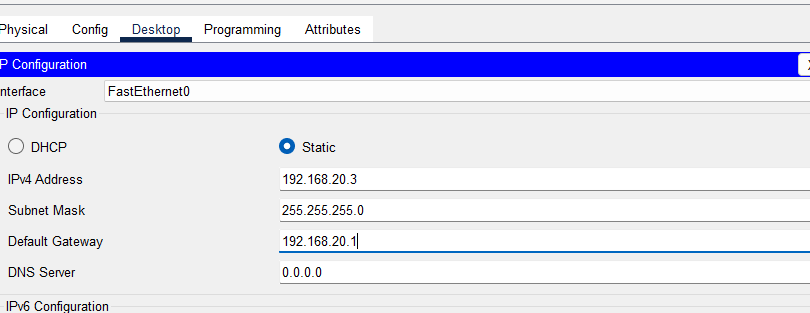 Physical Config Desktop Programming Attributes
P Configuration X
nterface FastEthernet0
IP Configuration
DHCP Static
IPv4 Address 192.168.20.3
Subnet Mask 255.255.255.0
Default Gateway 192.168.20.1
DNS Server 0.0.0.0
IPv6 Configuration